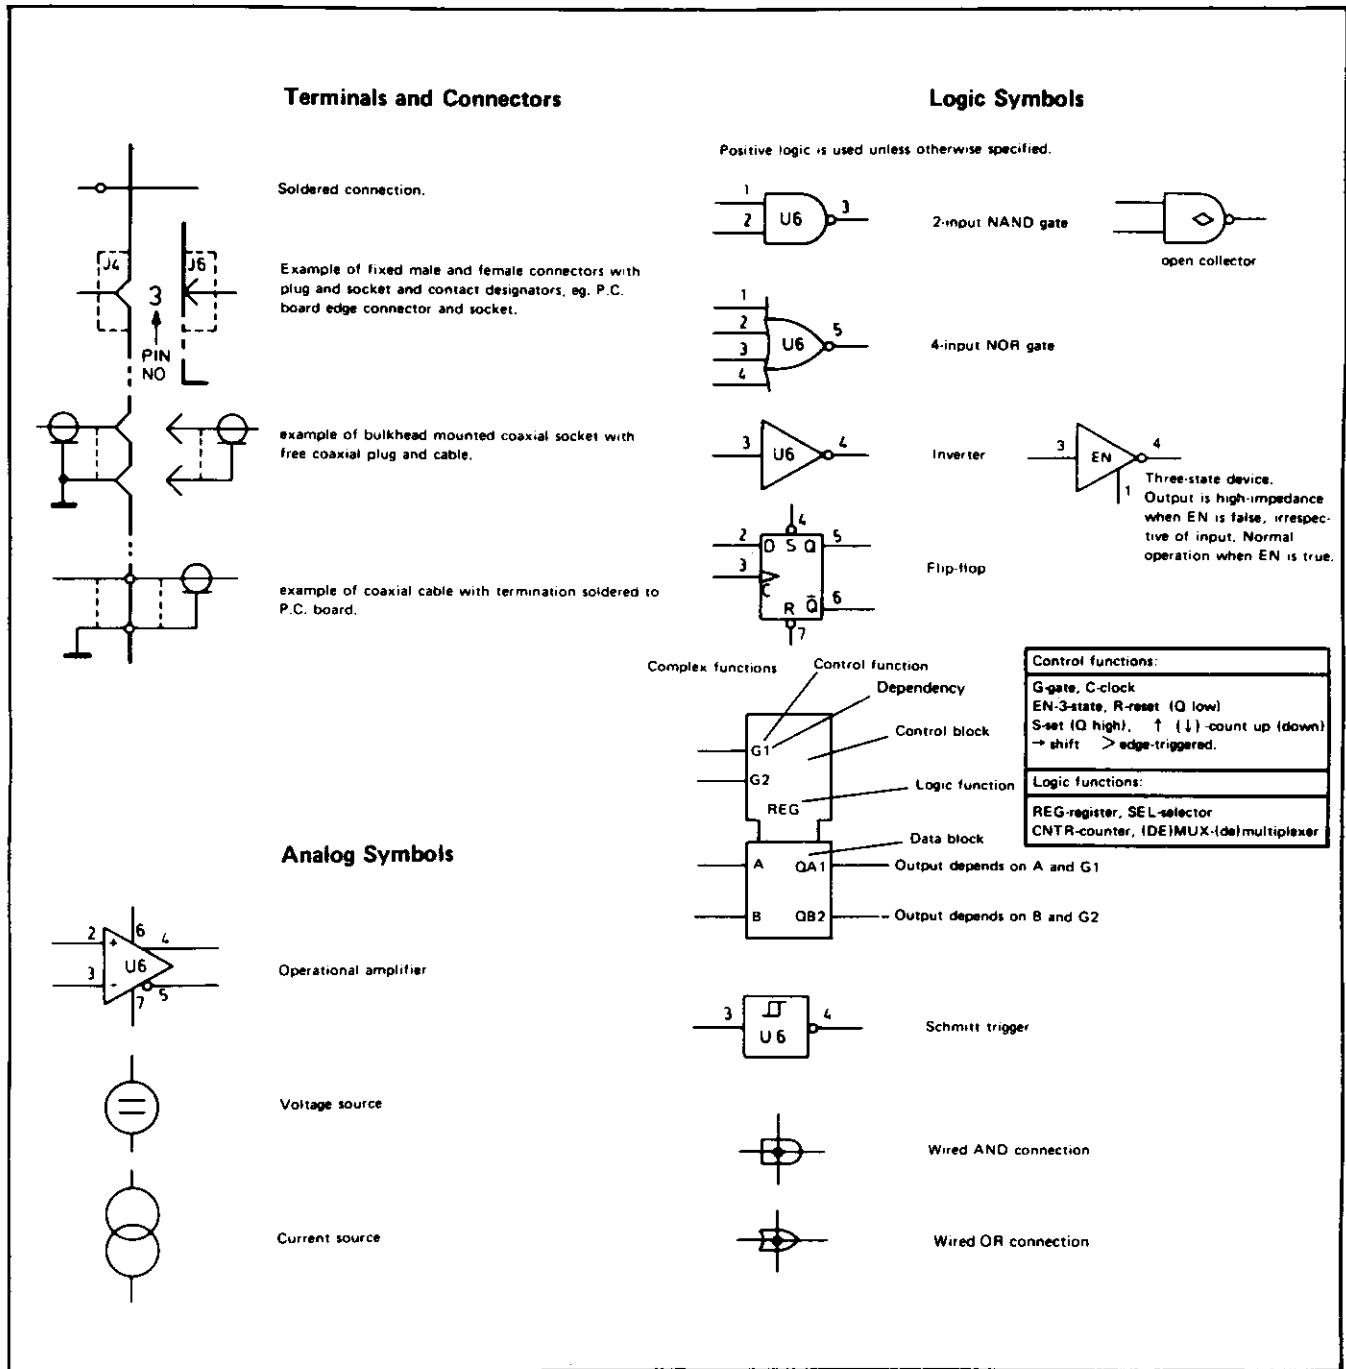 Terminals and Connectors
Soldered connection.
J4
J6
3
PIN
NO
Example of fixed male and female connectors with
plug and socket and contact designators, eg. P.C.
board edge connector and socket.
example of bulkhead mounted coaxial socket with
free coaxial plug and cable.
example of coaxial cable with termination soldered to
P.C. board.
Analog Symbols
2
3
+
-
U6
6
4
7
5
Operational amplifier
Voltage source
Current source
Logic Symbols
Positive logic is used unless otherwise specified.
1
2
U6
3
2-input NAND gate
open collector
1
2
3
4
U6
5
4-input NOR gate
3
U6
4
Inverter
3
EN
4
1
Three-state device.
Output is high-impedance
when EN is false, irrespec-
tive of input. Normal
operation when EN is true.
4
2
D S Q
5
3
C
R Q̅
6
7
Flip-flop
Complex functions
Control function
Dependency
G1
Control block
G2
Logic function
REG
Data block
A
QA1
Output depends on A and G1
B
QB2
Output depends on B and G2
Control functions:
G-gate, C-clock
EN-3-state, R-reset (Q low)
S-set (Q high), ↑ (↓)-count up (down)
→ shift > edge-triggered.
Logic functions:
REG-register, SEL-selector
CNTR-counter, (DE)MUX-(de)multiplexer
3
U6
4
Schmitt trigger
Wired AND connection
Wired OR connection